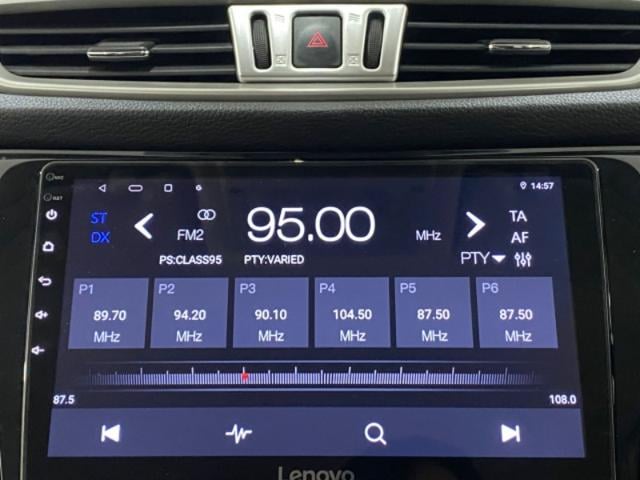 MIC
RST
14:57
ST
DX
FM2
95.00
MHz
TA
AF
PS:CLASS95 PTY:VARIED
PTY
P1 P2 P3 P4 P5 P6
89.70 94.20 90.10 104.50 87.50 87.50
MHz MHz MHz MHz MHz MHz
87.5 108.0
Lenovo